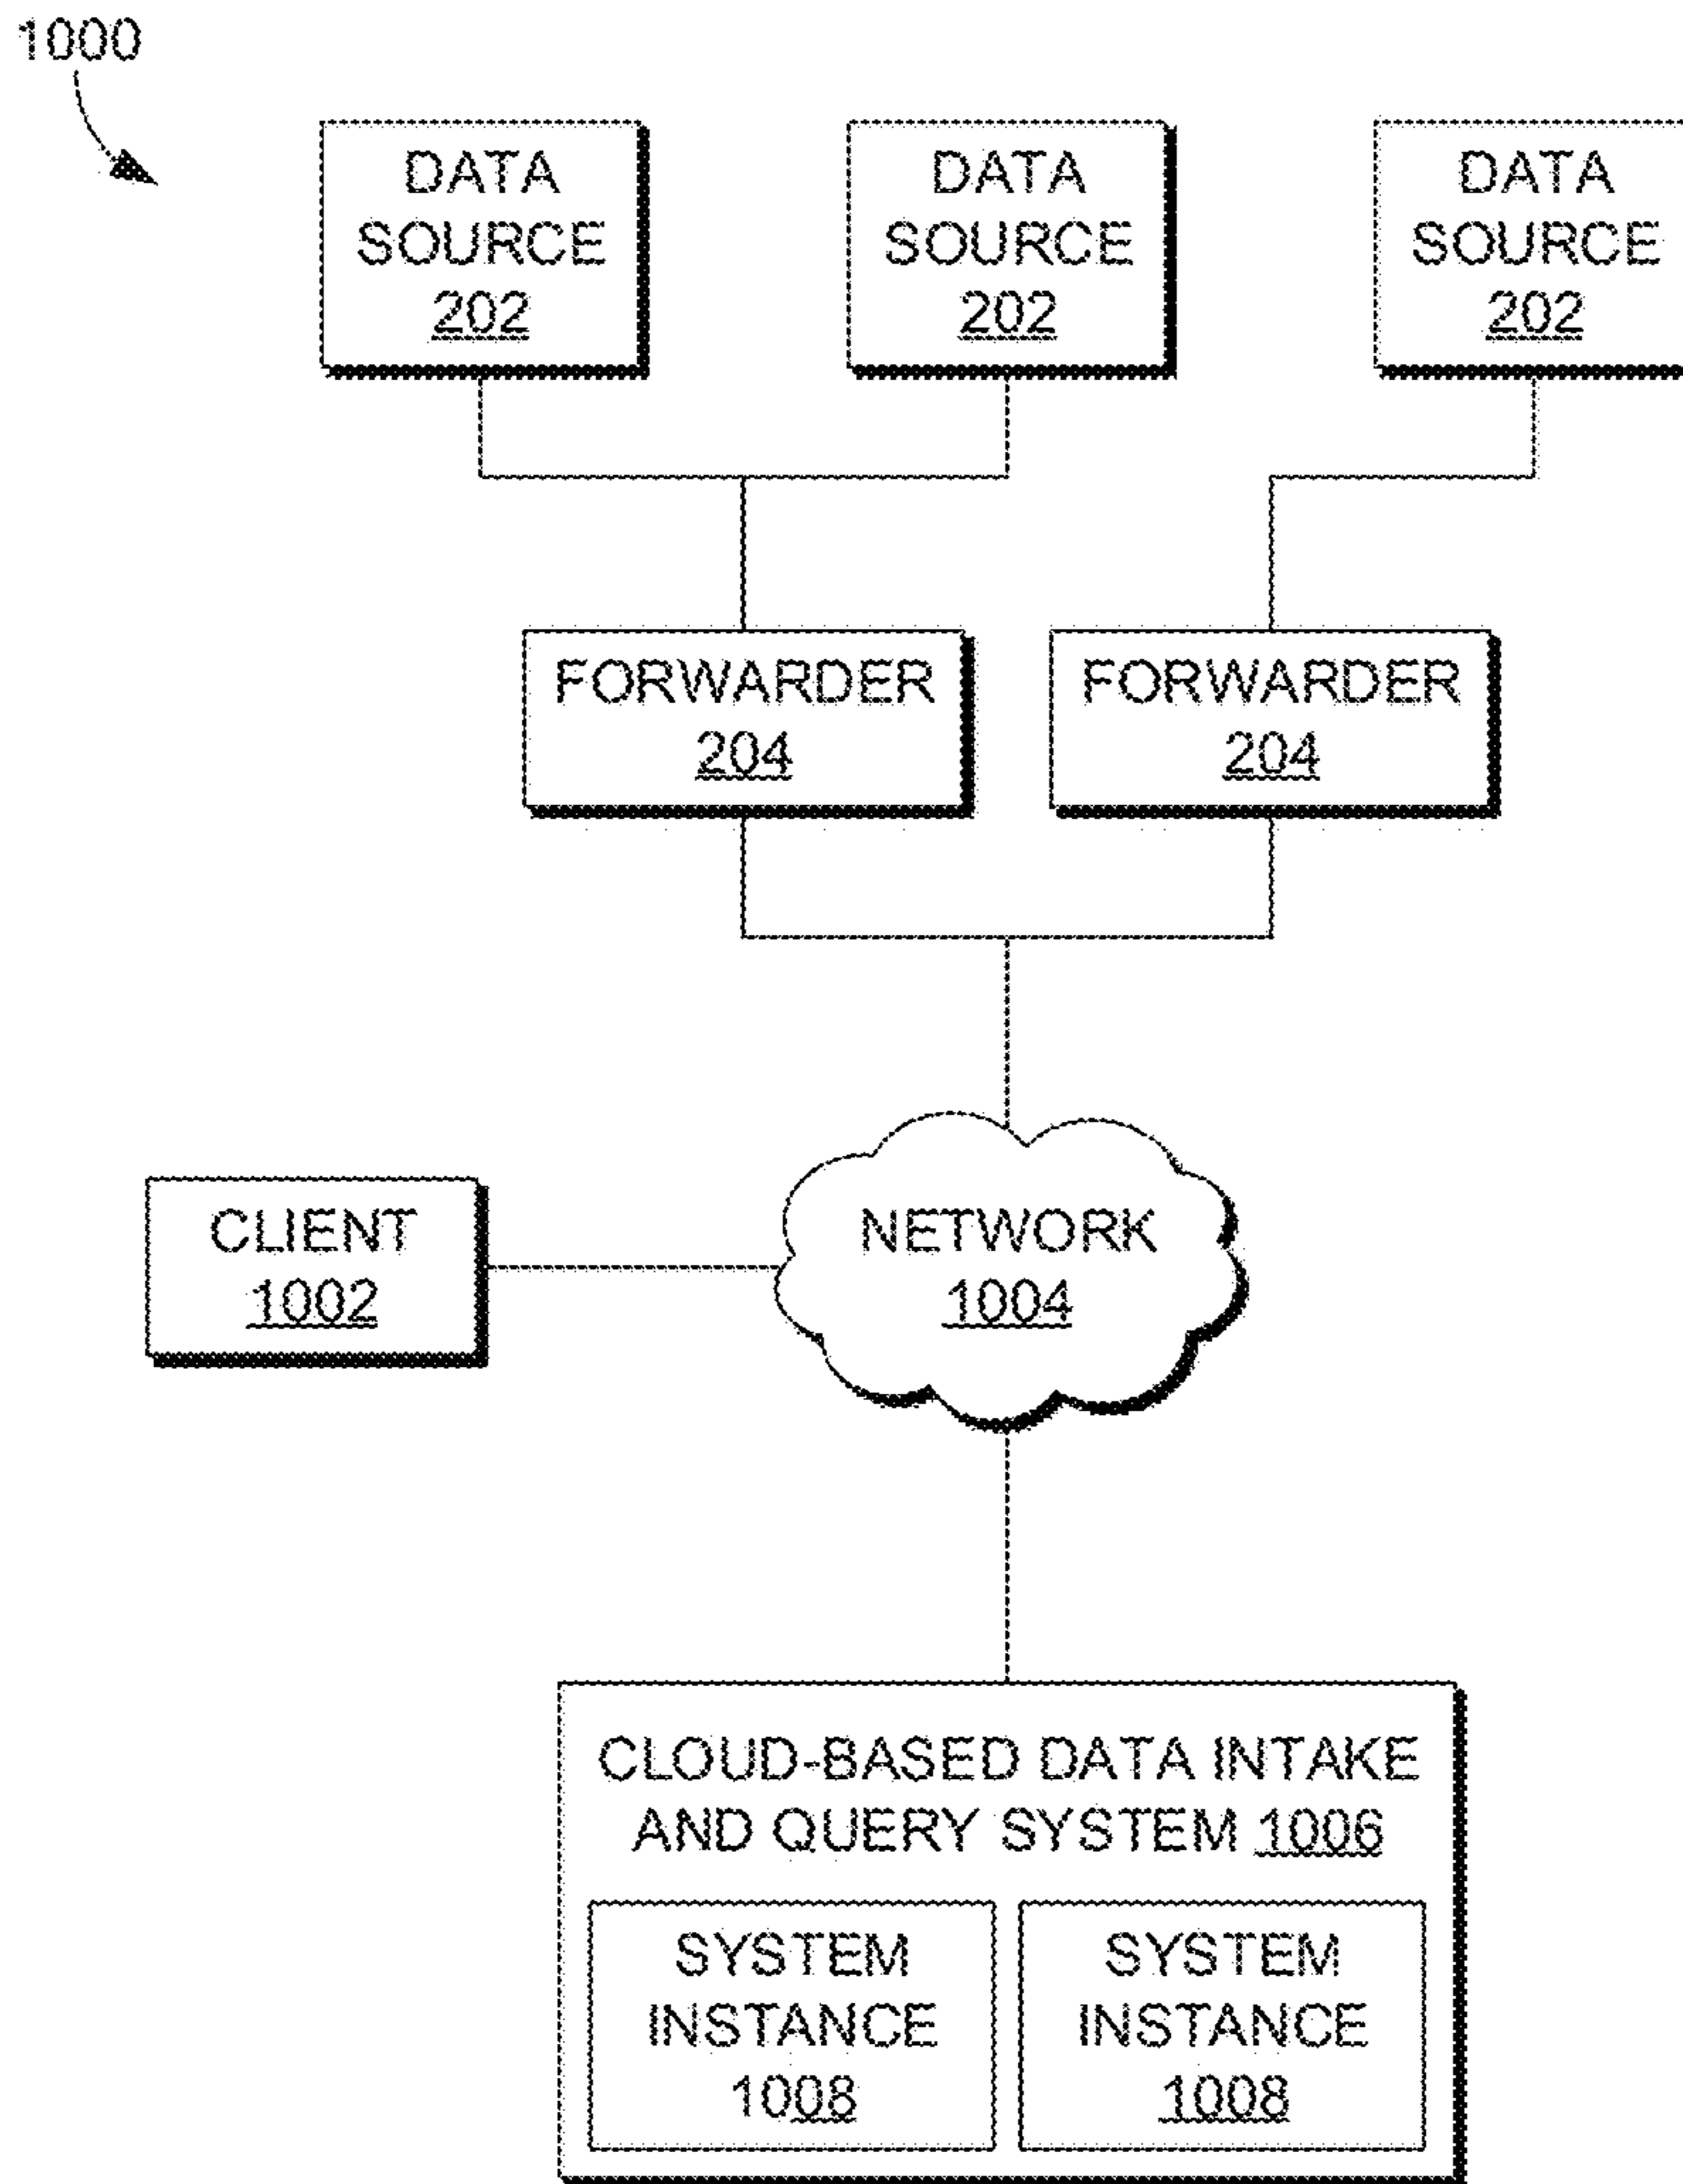 1000
DATA
SOURCE
202
DATA
SOURCE
202
DATA
SOURCE
202
FORWARDER
204
FORWARDER
204
CLIENT
1002
NETWORK
1004
CLOUD-BASED DATA INTAKE
AND QUERY SYSTEM 1006
SYSTEM
INSTANCE
1008
SYSTEM
INSTANCE
1008